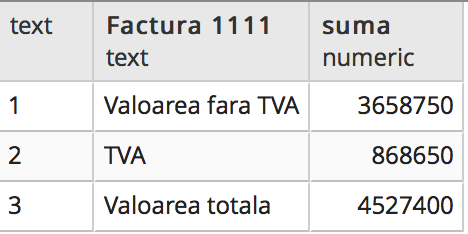 text Factura 1111 suma
text numeric
1 Valoarea fara TVA 3658750
2 TVA 868650
3 Valoarea totala 4527400